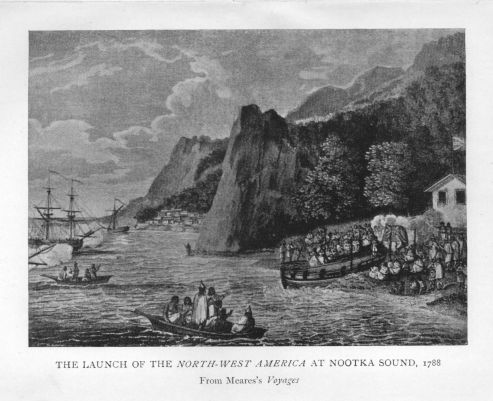 THE LAUNCH OF THE NORTH-WEST AMERICA AT NOOTKA SOUND, 1788
From Meares's Voyages